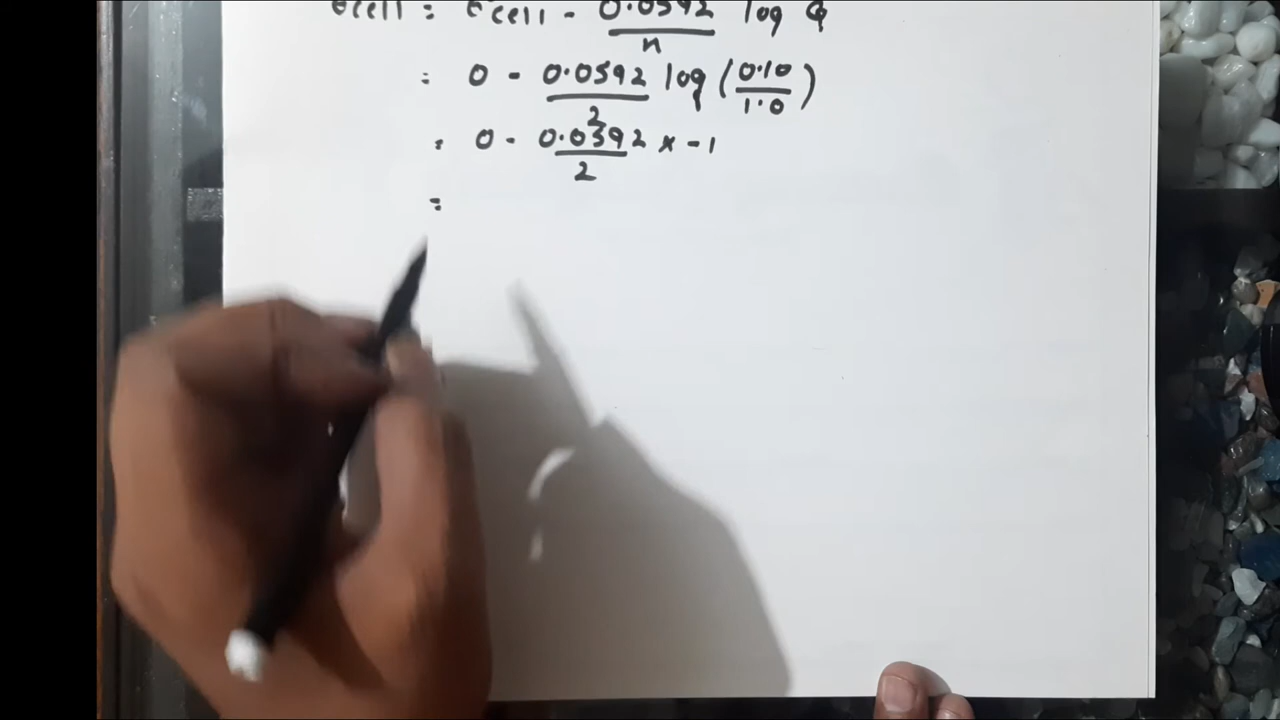 Ecell = E°cell - 0.0592/n log Q
= 0 - 0.0592/2 log (0.10/1.0)
= 0 - 0.0592/2 x -1
=